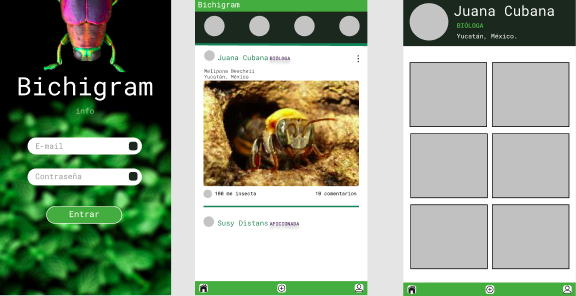 Bichigram
info
E-mail
Contraseña
Entrar
Bichigram
Juana Cubana BIÓLOGA
Melipona Beecheii
Yucatán, México
100 me insecta
10 comentarios
Susy Distans AFICIONADA
Juana Cubana
BIÓLOGA
Yucatán, México.